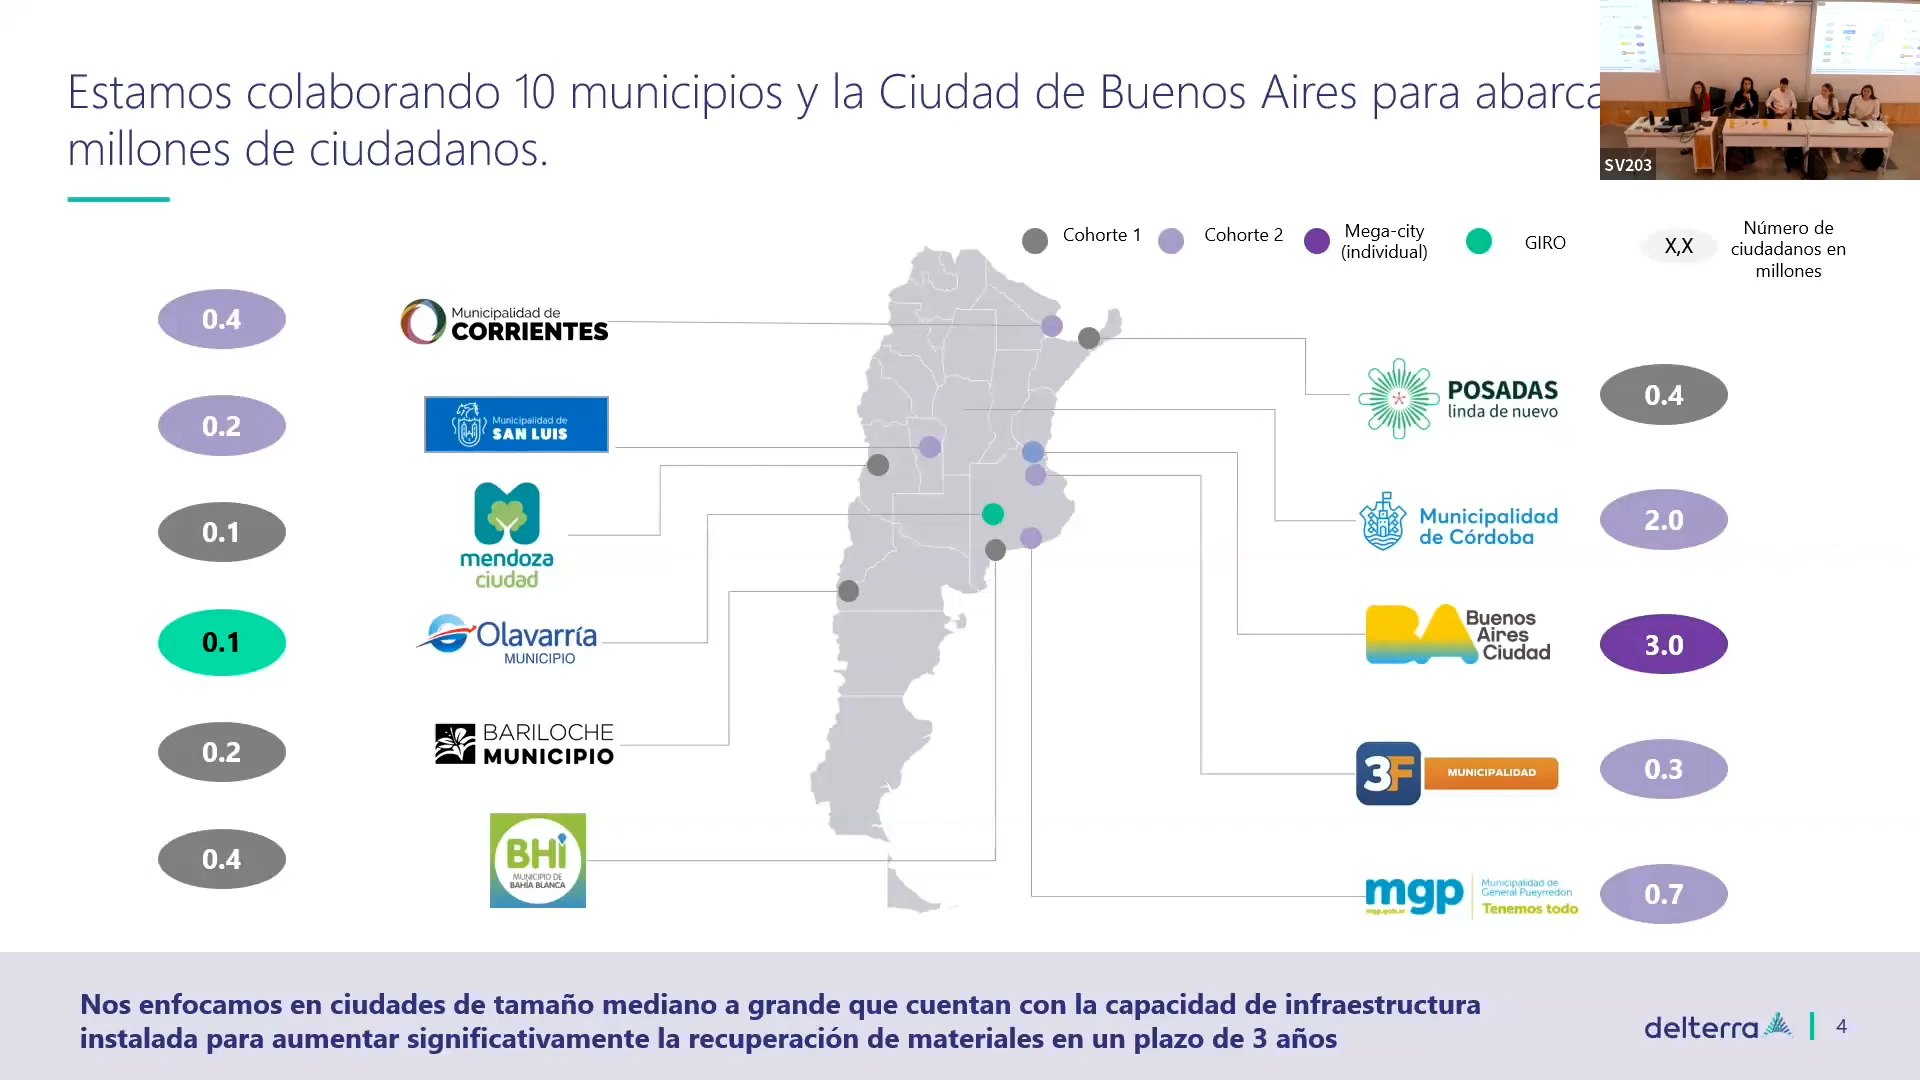 Estamos colaborando 10 municipios y la Ciudad de Buenos Aires para abarca
millones de ciudadanos.
SV203
Cohorte 1
Cohorte 2
Mega-city
(individual)
GIRO
X,X
Número de
ciudadanos en
millones
0.4
Municipalidad de
CORRIENTES
0.2
Municipalidad de
SAN LUIS
0.1
mendoza
ciudad
0.1
Olavarría
MUNICIPIO
0.2
BARILOCHE
MUNICIPIO
0.4
BHi
MUNICIPIO DE
BAHÍA BLANCA
POSADAS
linda de nuevo
0.4
Municipalidad
de Córdoba
2.0
BA
Buenos
Aires
Ciudad
3.0
3F
MUNICIPALIDAD
0.3
mgp
mgp.gob.ar
Municipalidad de
General Pueyrredon
Tenemos todo
0.7
Nos enfocamos en ciudades de tamaño mediano a grande que cuentan con la capacidad de infraestructura
instalada para aumentar significativamente la recuperación de materiales en un plazo de 3 años
delterra
4